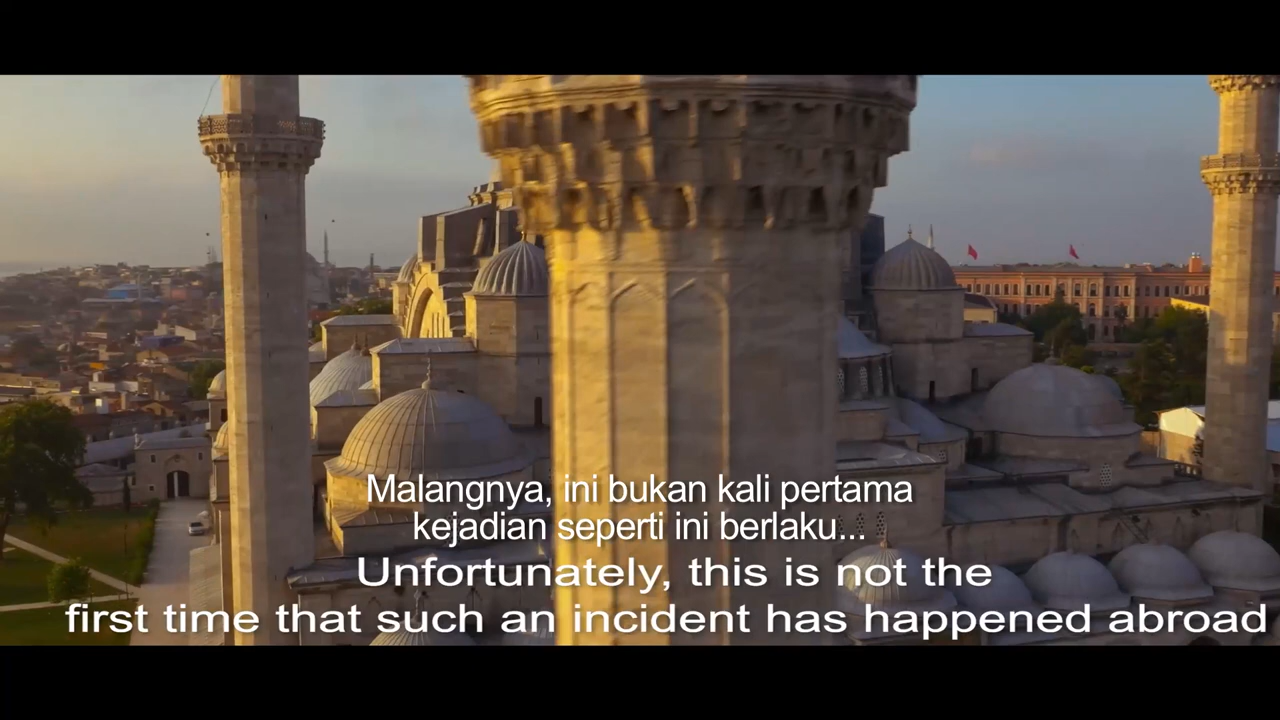 Malangnya, ini bukan kali pertama
kejadian seperti ini berlaku...
Unfortunately, this is not the
first time that such an incident has happened abroad